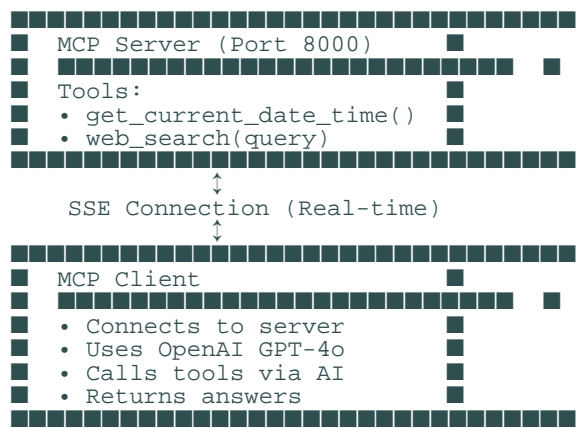 MCP Server (Port 8000)
Tools:
• get_current_date_time()
• web_search(query)
↕
SSE Connection (Real-time)
↕
MCP Client
• Connects to server
• Uses OpenAI GPT-4o
• Calls tools via AI
• Returns answers